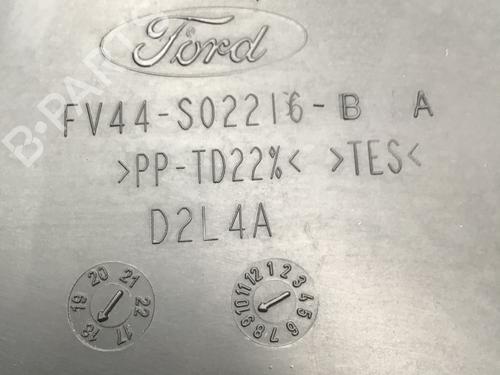 B-PARTS
Ford
FV44-S02216-B A
>PP-TD22%< >TES<
D2L4A
17 18 19 20 21 22
1 2 3 4 5 6 7 8 9 10 11 12